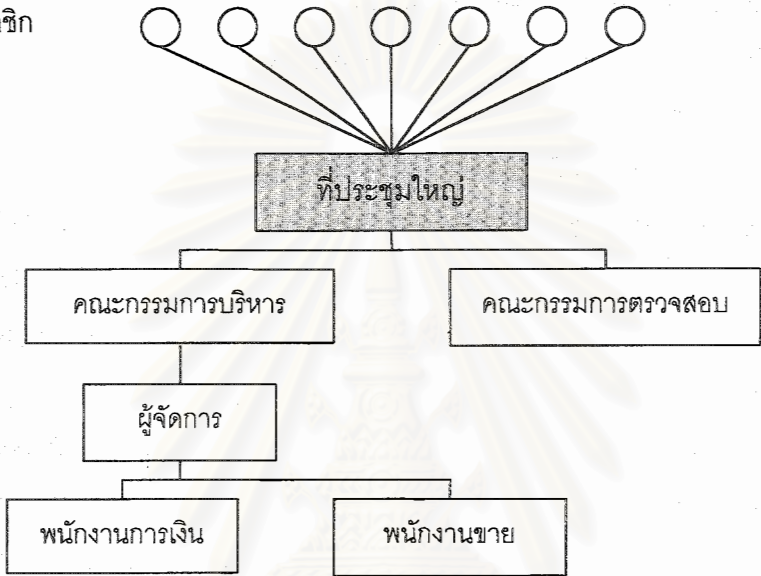 ที่ประชุมใหญ่
คณะกรรมการบริหาร
คณะกรรมการตรวจสอบ
ผู้จัดการ
พนักงานการเงิน
พนักงานขาย